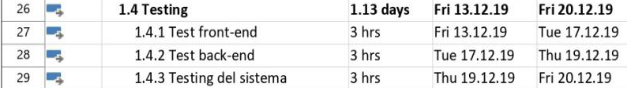 26 1.4 Testing 1.13 days Fri 13.12.19 Fri 20.12.19
27 1.4.1 Test front-end 3 hrs Fri 13.12.19 Tue 17.12.19
28 1.4.2 Test back-end 3 hrs Tue 17.12.19 Thu 19.12.19
29 1.4.3 Testing del sistema 3 hrs Thu 19.12.19 Fri 20.12.19